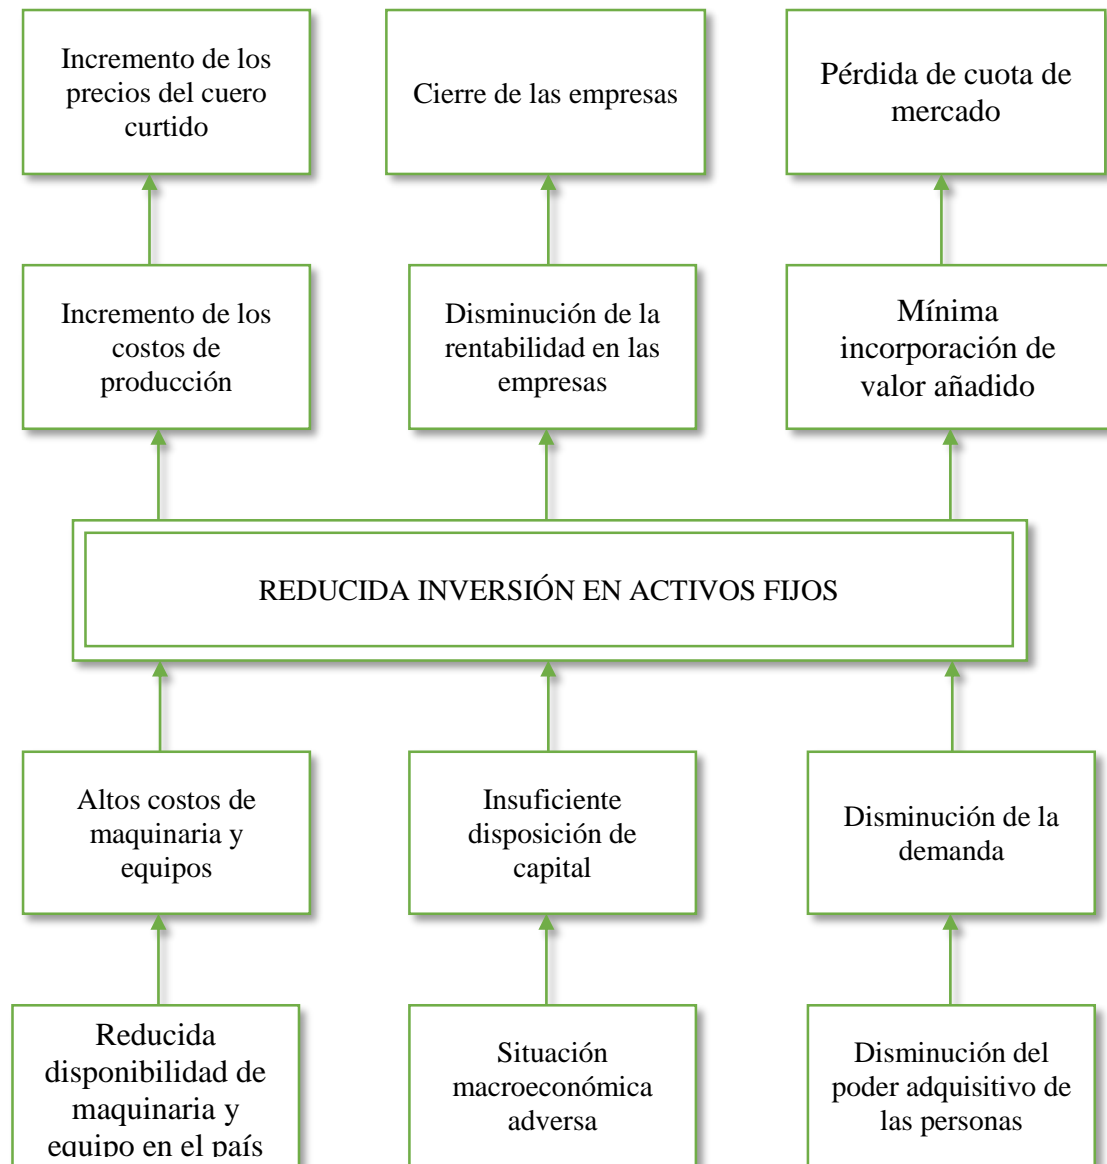 Incremento de los
precios del cuero
curtido
Cierre de las empresas
Pérdida de cuota de
mercado
Incremento de los
costos de
producción
Disminución de la
rentabilidad en las
empresas
Mínima
incorporación de
valor añadido
REDUCIDA INVERSIÓN EN ACTIVOS FIJOS
Altos costos de
maquinaria y
equipos
Insuficiente
disposición de
capital
Disminución de la
demanda
Reducida
disponibilidad de
maquinaria y
equipo en el país
Situación
macroeconómica
adversa
Disminución del
poder adquisitivo de
las personas